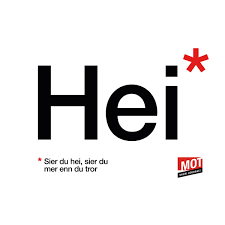 Hei*
* Sier du hei, sier du
mer enn du tror
MOT